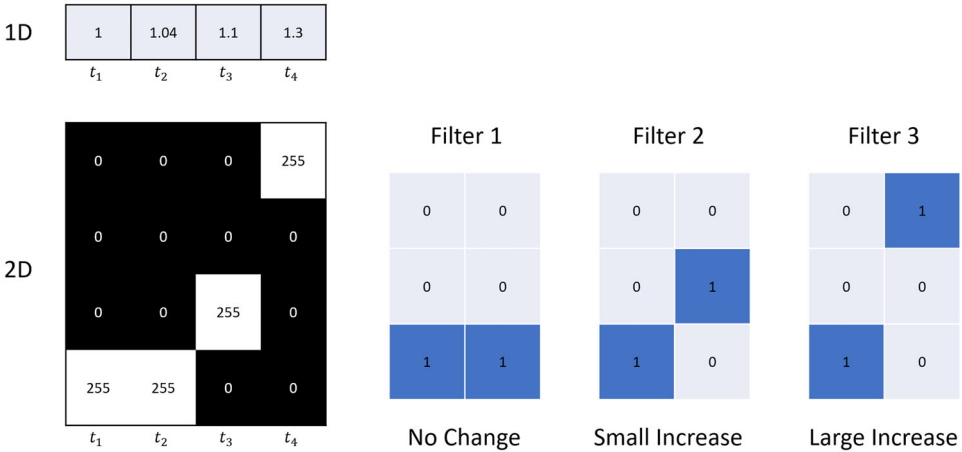 1D
1 1.04 1.1 1.3
t₁ t₂ t₃ t₄
2D
0 0 0 255
0 0 0 0
0 0 255 0
255 255 0 0
t₁ t₂ t₃ t₄
Filter 1
0 0
0 0
1 1
No Change
Filter 2
0 0
0 1
1 0
Small Increase
Filter 3
0 1
0 0
1 0
Large Increase